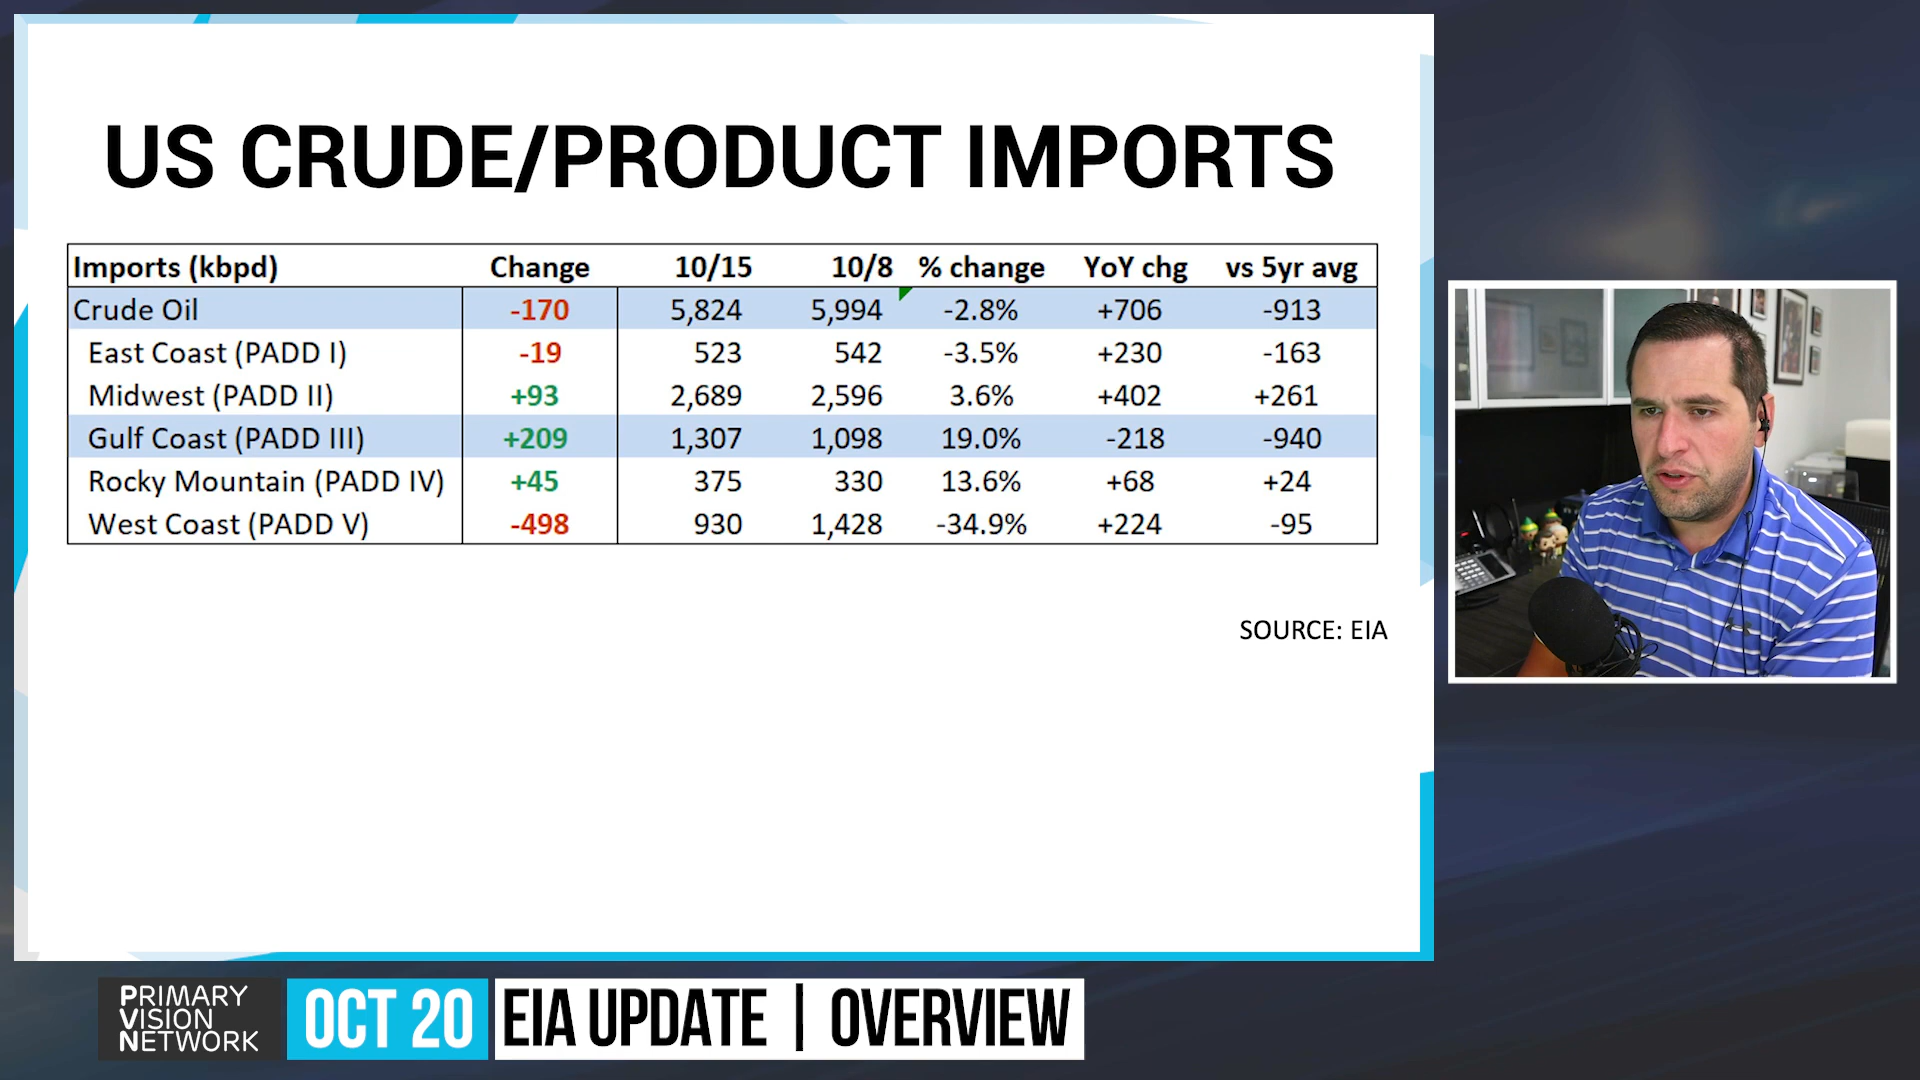 US CRUDE/PRODUCT IMPORTS
Imports (kbpd) Change 10/15 10/8 % change YoY chg vs 5yr avg
Crude Oil -170 5,824 5,994 -2.8% +706 -913
East Coast (PADD I) -19 523 542 -3.5% +230 -163
Midwest (PADD II) +93 2,689 2,596 3.6% +402 +261
Gulf Coast (PADD III) +209 1,307 1,098 19.0% -218 -940
Rocky Mountain (PADD IV) +45 375 330 13.6% +68 +24
West Coast (PADD V) -498 930 1,428 -34.9% +224 -95
SOURCE: EIA
PRIMARY
VISION
NETWORK
OCT 20
EIA UPDATE | OVERVIEW